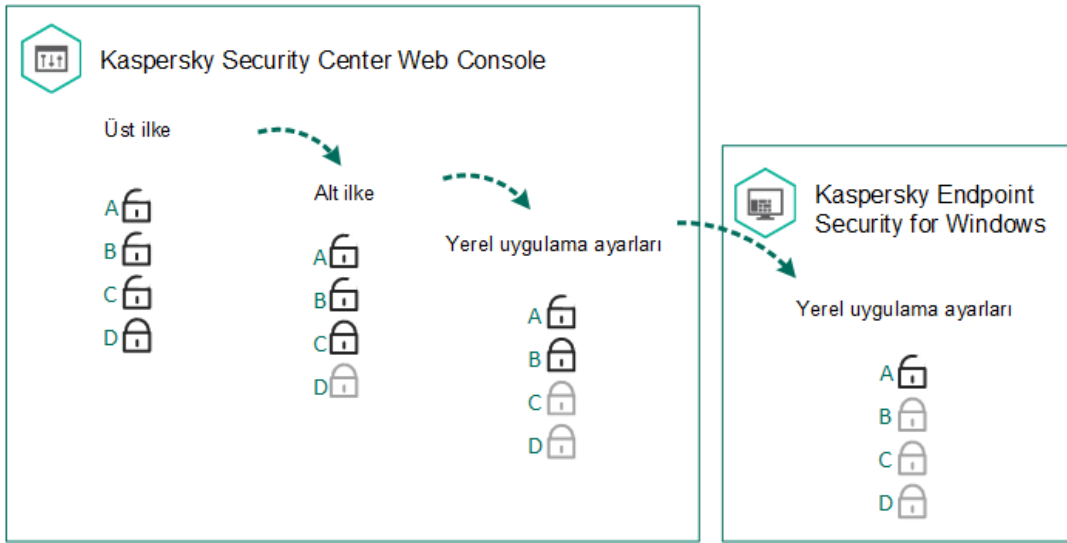 Kaspersky Security Center Web Console
Üst ilke
A
B
C
D
Alt ilke
A
B
C
D
Yerel uygulama ayarları
A
B
C
D
Kaspersky Endpoint
Security for Windows
Yerel uygulama ayarları
A
B
C
D